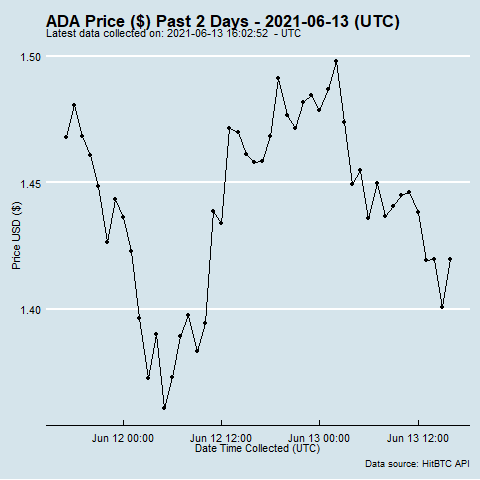 ADA Price ($) Past 2 Days - 2021-06-13 (UTC)
Latest data collected on: 2021-06-13 16:02:52 - UTC
1.50
1.45
1.40
Price USD ($)
Jun 12 00:00 Jun 12 12:00 Jun 13 00:00 Jun 13 12:00
Date Time Collected (UTC)
Data source: HitBTC API